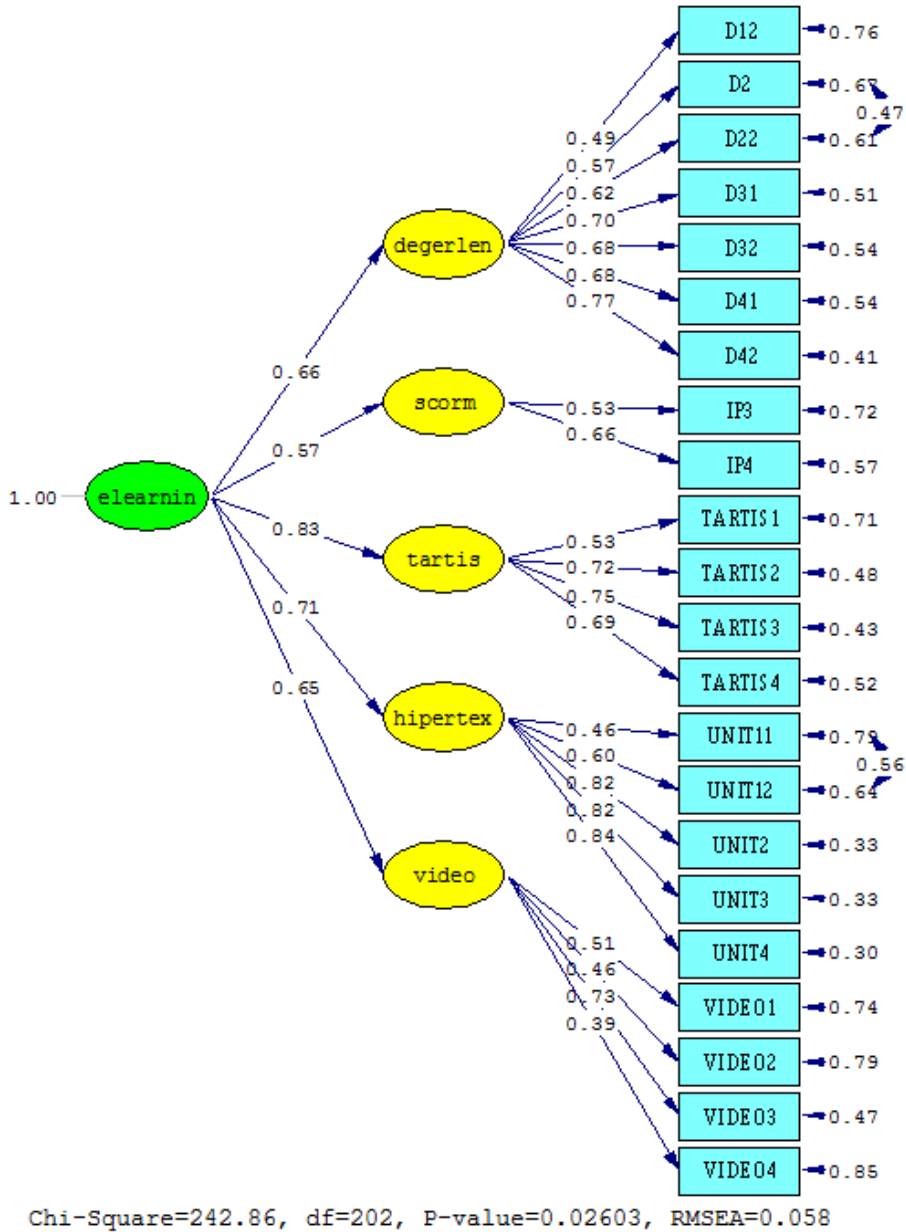 D12 0.76
D2 0.67
0.47
D22 0.61
D31 0.51
D32 0.54
D41 0.54
D42 0.41
IP3 0.72
IP4 0.57
TARTIS1 0.71
TARTIS2 0.48
TARTIS3 0.43
TARTIS4 0.52
UNIT11 0.79
0.56
UNIT12 0.64
UNIT2 0.33
UNIT3 0.33
UNIT4 0.30
VIDEO1 0.74
VIDEO2 0.79
VIDEO3 0.47
VIDEO4 0.85
0.49
0.57
0.62
0.70
0.68
0.68
0.77
0.53
0.66
0.53
0.72
0.75
0.69
0.46
0.60
0.82
0.82
0.84
0.51
0.46
0.73
0.39
degerlen
scorm
tartis
hipertex
video
0.66
0.57
0.83
0.71
0.65
1.00 elearnin
Chi-Square=242.86, df=202, P-value=0.02603, RMSEA=0.058